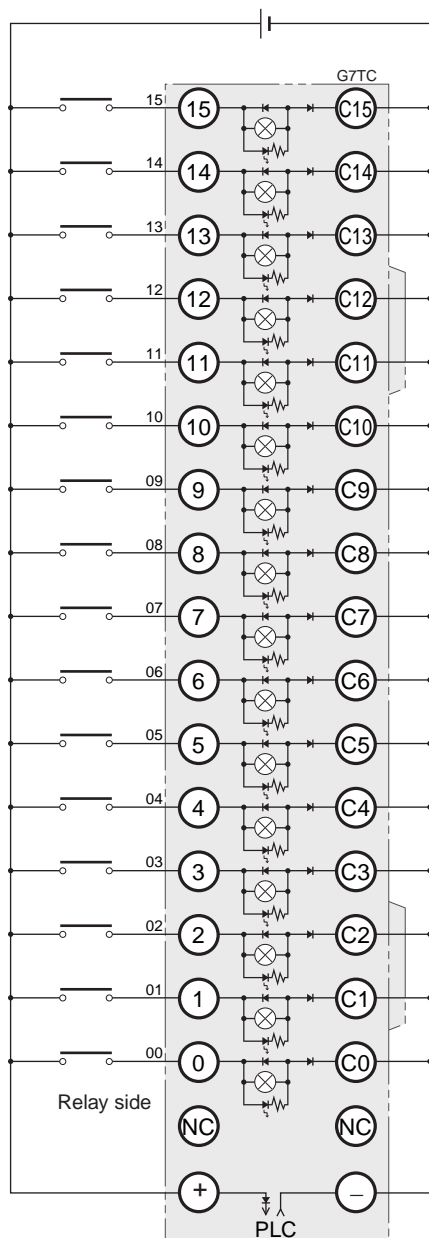 G7TC
15 15 C15
14 14 C14
13 13 C13
12 12 C12
11 11 C11
10 10 C10
09 9 C9
08 8 C8
07 7 C7
06 6 C6
05 5 C5
04 4 C4
03 3 C3
02 2 C2
01 1 C1
00 0 C0
Relay side
NC NC
+ −
PLC